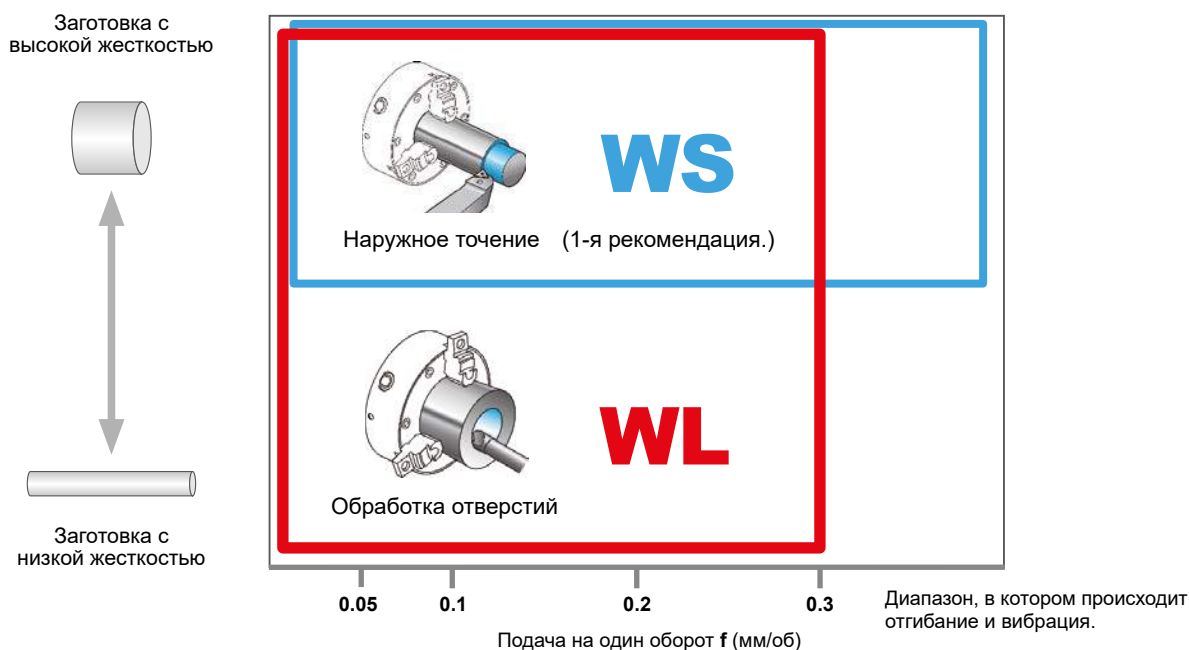 Заготовка с
высокой жесткостью
WS
Наружное точение (1-я рекомендация.)
WL
Обработка отверстий
Заготовка с
низкой жесткостью
0.05 0.1 0.2 0.3
Диапазон, в котором происходит
отгибание и вибрация.
Подача на один оборот f (мм/об)